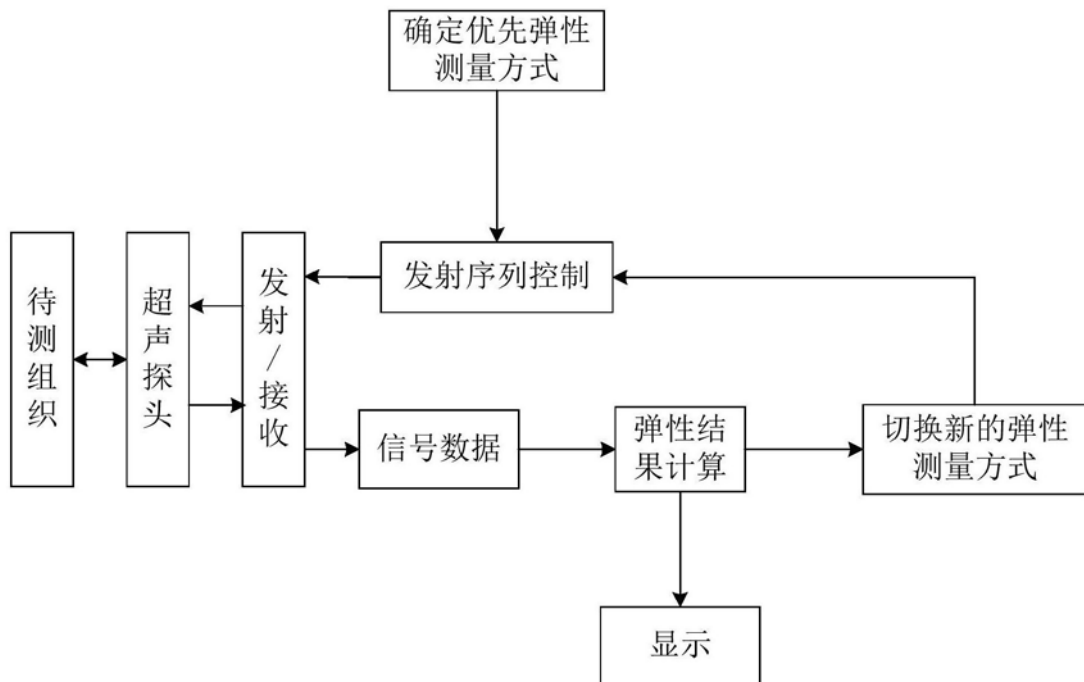 确定优先弹性
测量方式
发射序列控制
待测组织
超声探头
发射/接收
信号数据
弹性结
果计算
切换新的弹性
测量方式
显示